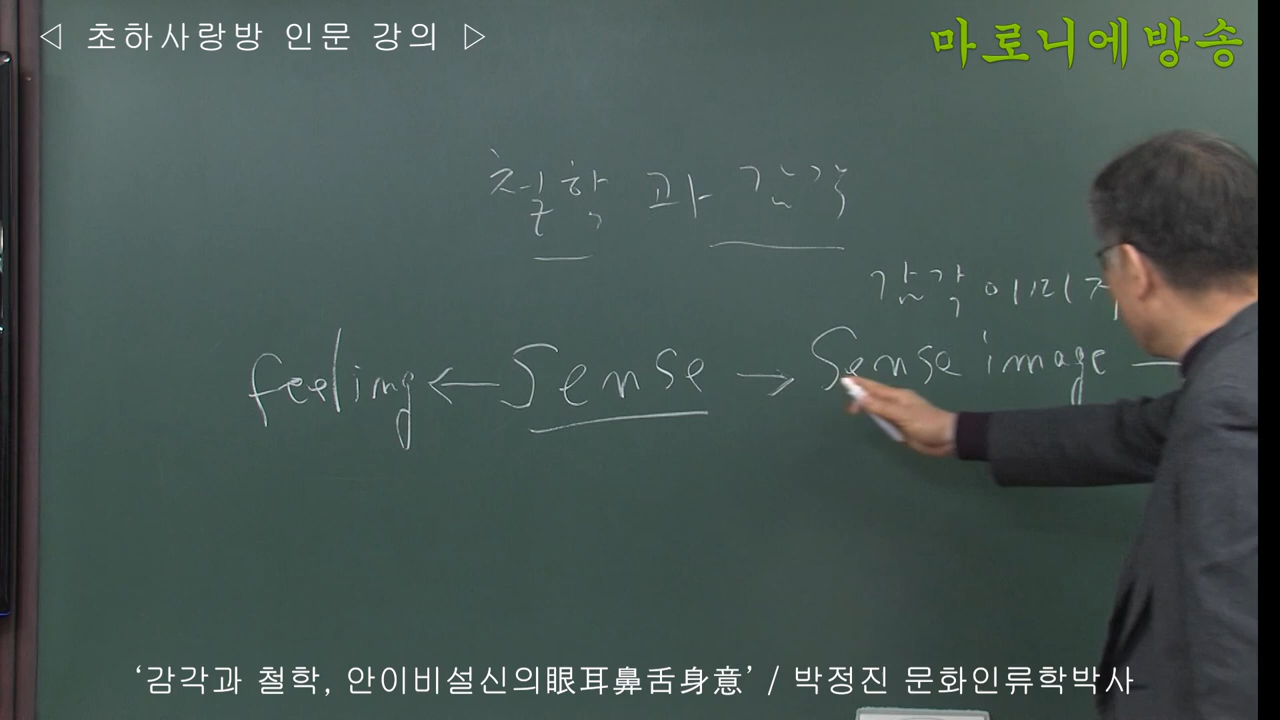 ◁ 초하사랑방 인문 강의 ▷
마로니에방송
철학 과 감각
감각 이미지
feeling ← Sense → Sense image —
‘감각과 철학, 안이비설신의眼耳鼻舌身意’ / 박정진 문화인류학박사